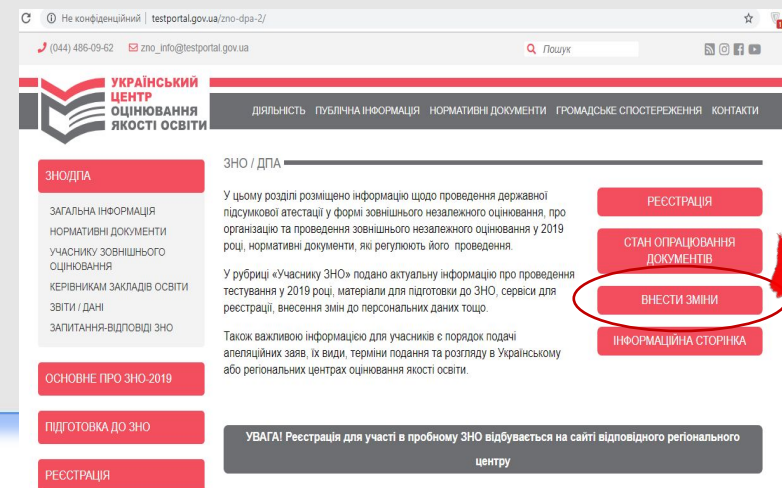 Не конфіденційний | testportal.gov.ua/zno-dpa-2/
(044) 486-09-62 zno_info@testportal.gov.ua Пошук
УКРАЇНСЬКИЙ
ЦЕНТР
ОЦІНЮВАННЯ
ЯКОСТІ ОСВІТИ
ДІЯЛЬНІСТЬ ПУБЛІЧНА ІНФОРМАЦІЯ НОРМАТИВНІ ДОКУМЕНТИ ГРОМАДСЬКЕ СПОСТЕРЕЖЕННЯ КОНТАКТИ
ЗНО/ДПА
ЗАГАЛЬНА ІНФОРМАЦІЯ
НОРМАТИВНІ ДОКУМЕНТИ
УЧАСНИКУ ЗОВНІШНЬОГО
ОЦІНЮВАННЯ
КЕРІВНИКАМ ЗАКЛАДІВ ОСВІТИ
ЗВІТИ / ДАНІ
ЗАПИТАННЯ-ВІДПОВІДІ ЗНО
ОСНОВНЕ ПРО ЗНО-2019
ПІДГОТОВКА ДО ЗНО
РЕЄСТРАЦІЯ
ЗНО / ДПА
У цьому розділі розміщено інформацію щодо проведення державної
підсумкової атестації у формі зовнішнього незалежного оцінювання, про
організацію та проведення зовнішнього незалежного оцінювання у 2019
році, нормативні документи, які регулюють його проведення.
У рубриці «Учаснику ЗНО» подано актуальну інформацію про проведення
тестування у 2019 році, матеріали для підготовки до ЗНО, сервіси для
реєстрації, внесення змін до персональних даних тощо.
Також важливою інформацією для учасників є порядок подачі
апеляційних заяв, їх види, терміни подання та розгляду в Українському
або регіональних центрах оцінювання якості освіти.
РЕЄСТРАЦІЯ
СТАН ОПРАЦЮВАННЯ
ДОКУМЕНТІВ
ВНЕСТИ ЗМІНИ
ІНФОРМАЦІЙНА СТОРІНКА
УВАГА! Реєстрація для участі в пробному ЗНО відбувається на сайті відповідного регіонального
центру